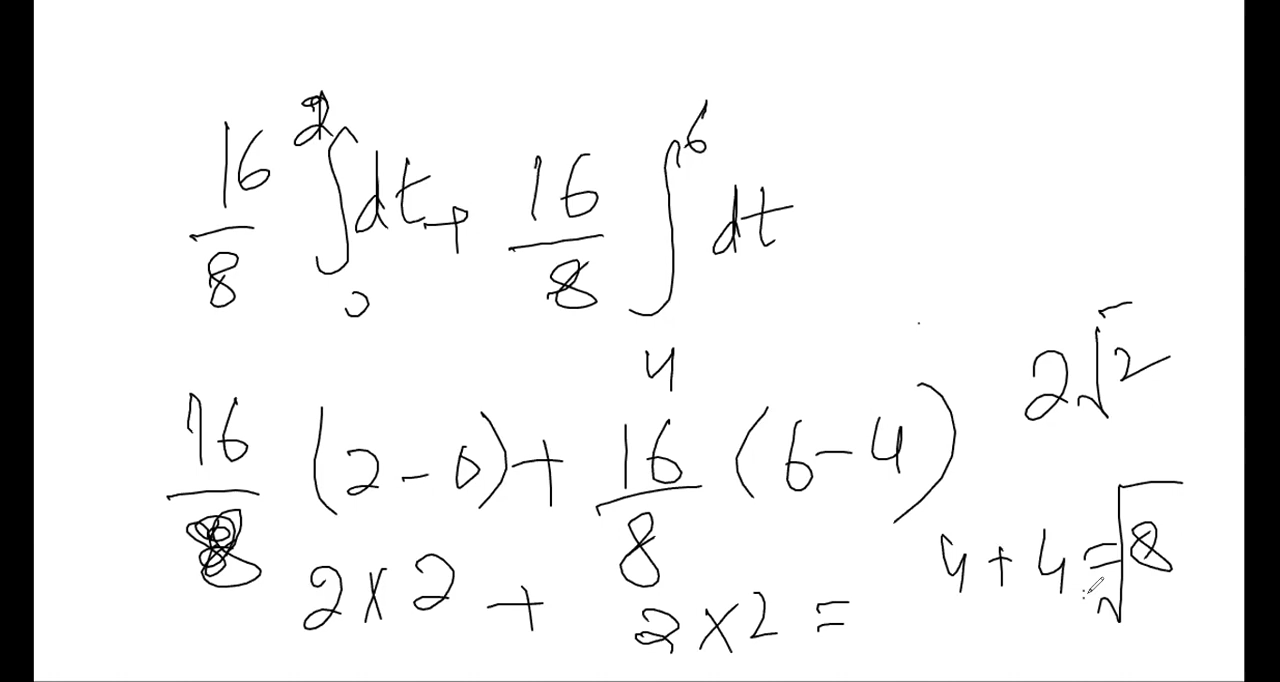 16/8 ∫₀² dt + 16/8 ∫₄⁶ dt
2√2
16/8 (2 - 0) + 16/8 (6 - 4)
2 x 2 + 2 x 2 = 4 + 4 = √8